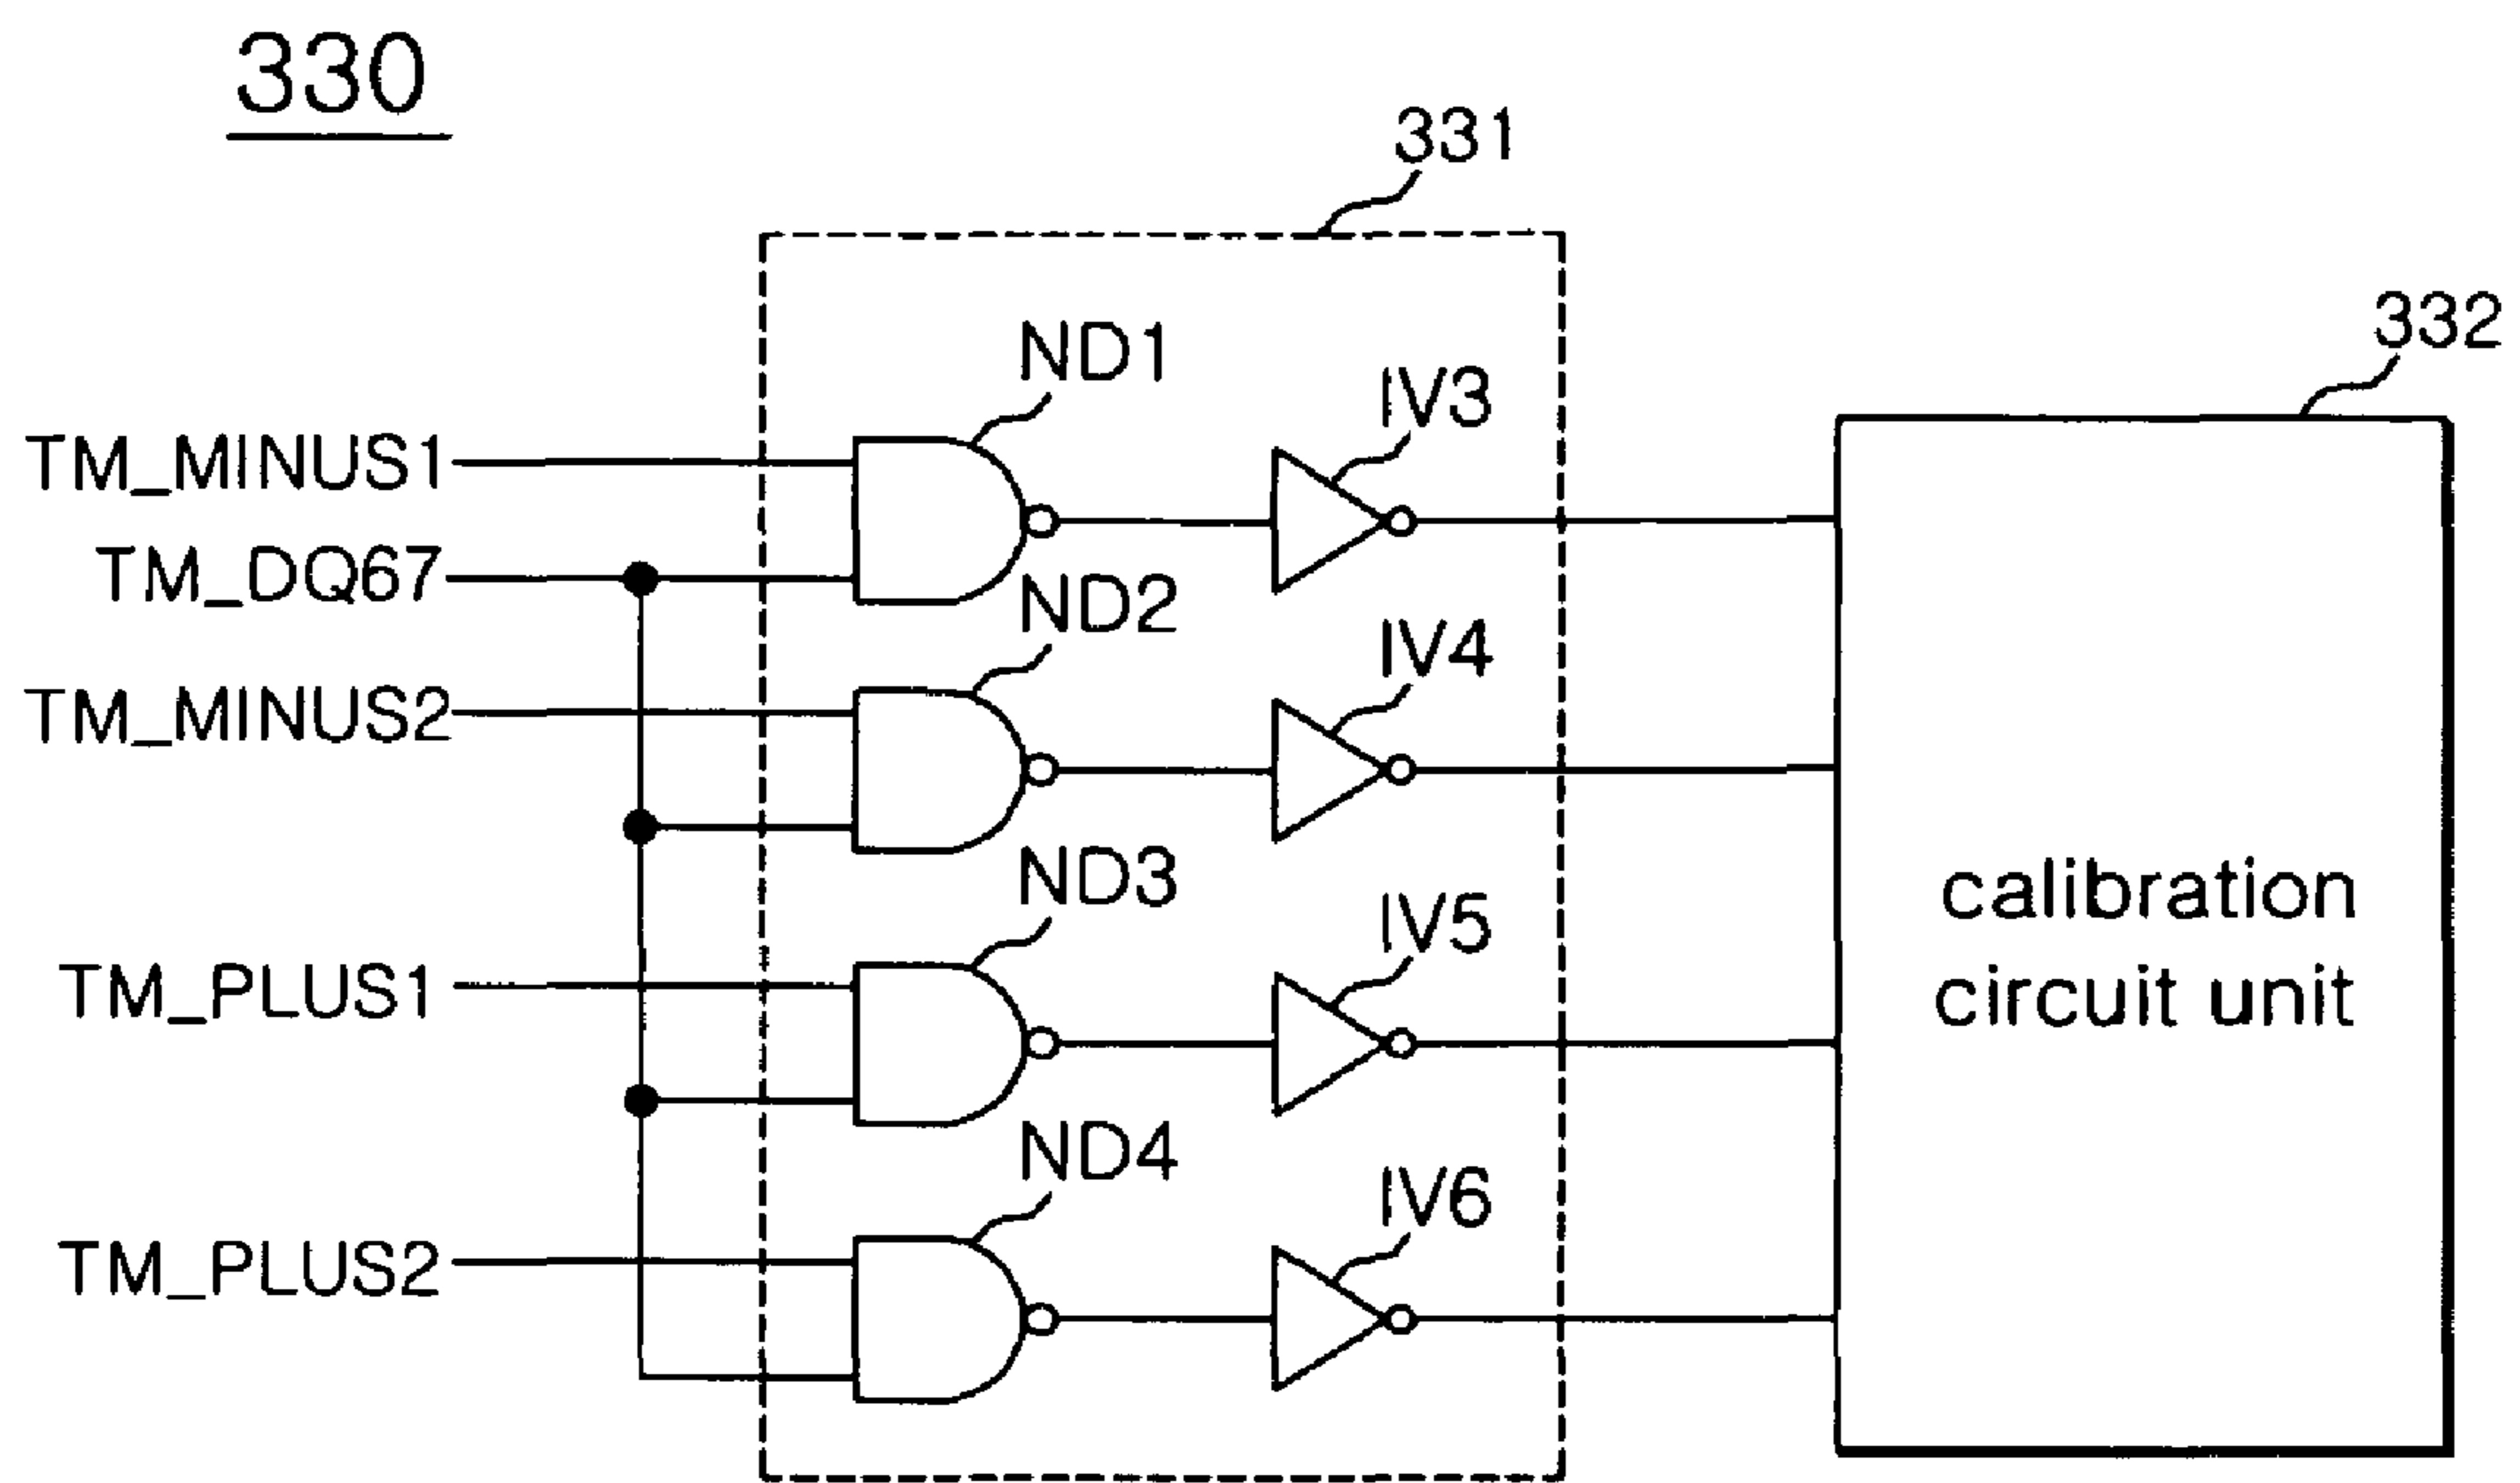 330
331
332
ND1
IV3
TM_MINUS1
TM_DQ67
ND2
IV4
TM_MINUS2
ND3
IV5
calibration
circuit unit
TM_PLUS1
ND4
IV6
TM_PLUS2